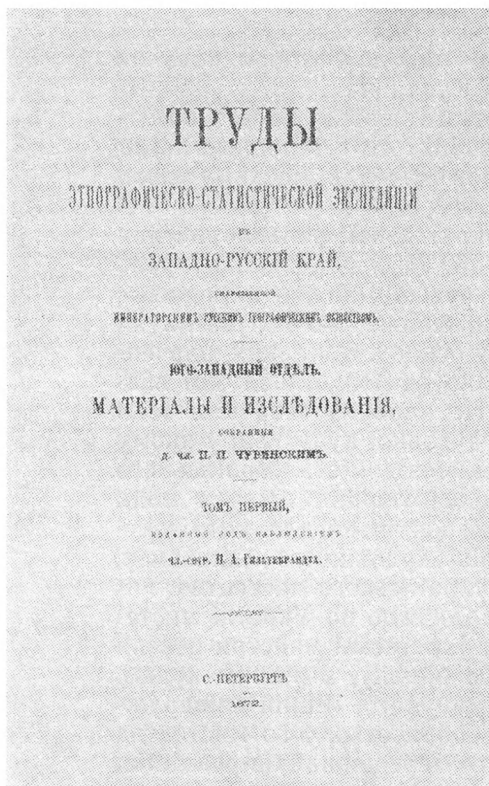 ТРУДЫ
ЭТНОГРАФИЧЕСКО-СТАТИСТИЧЕСКОЙ ЭКСПЕДИЦІИ
ВЪ
ЗАПАДНО-РУССКІЙ КРАЙ,
СНАРЯЖЕННОЙ
ИМПЕРАТОРСКИМЪ РУССКИМЪ ГЕОГРАФИЧЕСКИМЪ ОБЩЕСТВОМЪ.
ЮГО-ЗАПАДНЫЙ ОТДѢЛЪ.
МАТЕРІАЛЫ И ИЗСЛѢДОВАНІЯ,
СОБРАННЫЯ
Д. ЧЛ. П. П. ЧУБИНСКИМЪ.
ТОМЪ ПЕРВЫЙ,
ИЗДАННЫЙ ПОДЪ НАБЛЮДЕНІЕМЪ
ЧЛ.-СОТР. П. А. Гильтебрандта.
С.-ПЕТЕРБУРГЪ
1872.